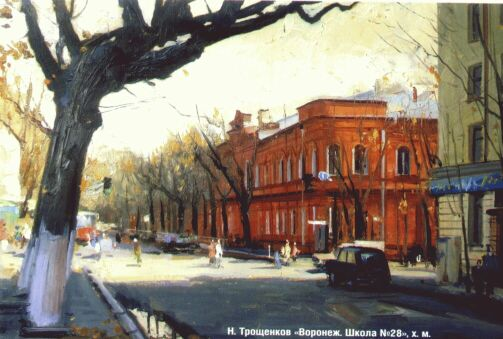 Н. Трощенков «Воронеж. Школа №28», х. м.